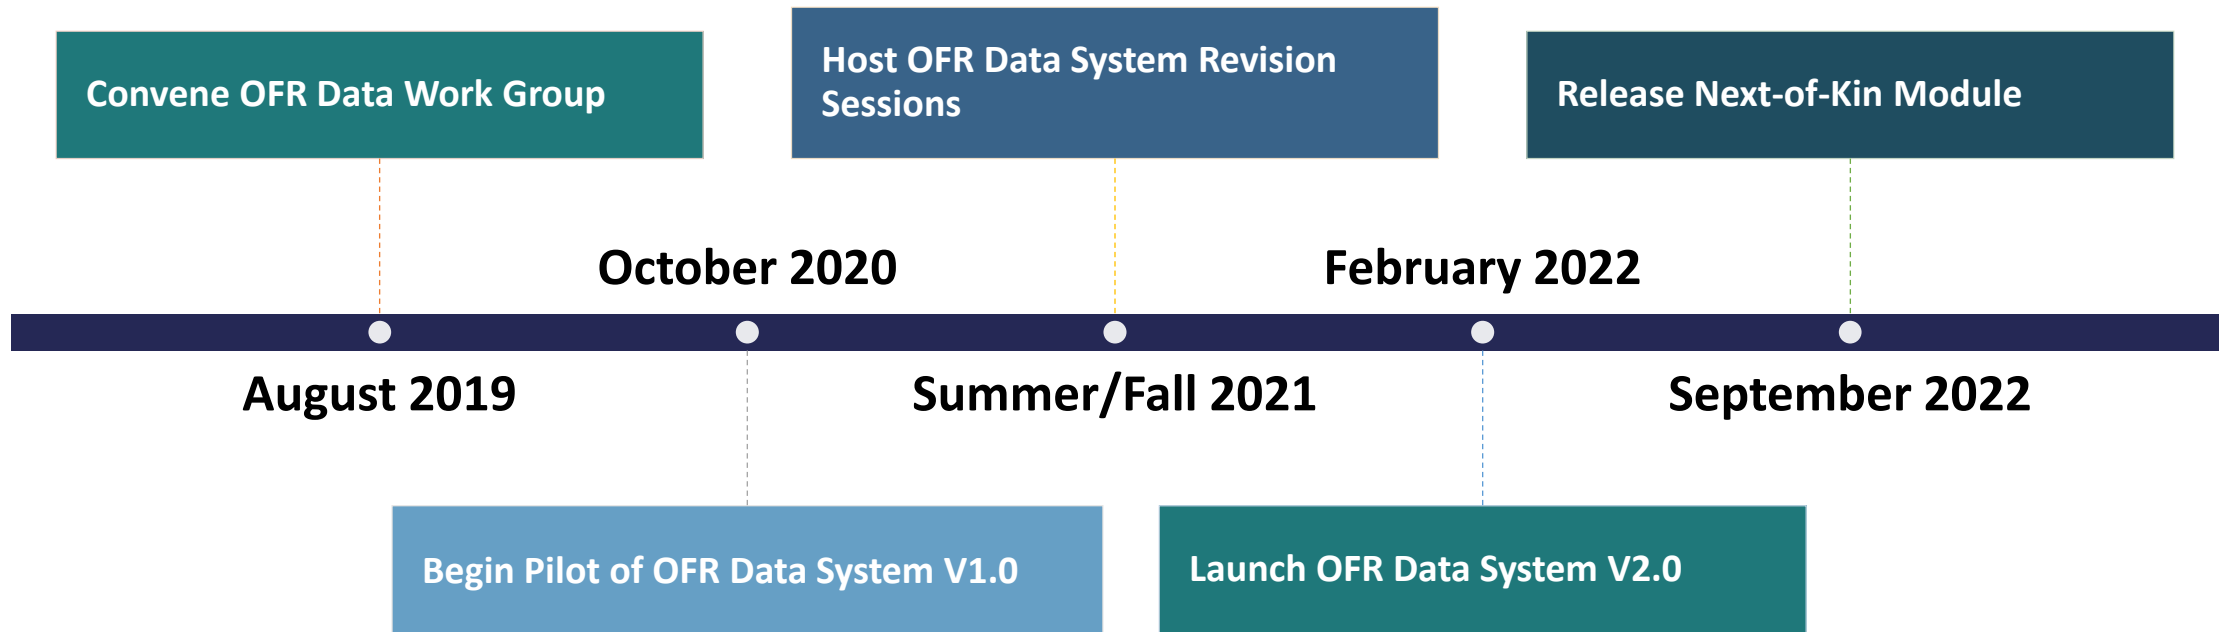 Convene OFR Data Work Group
Host OFR Data System Revision
Sessions
Release Next-of-Kin Module
October 2020
February 2022
August 2019
Summer/Fall 2021
September 2022
Begin Pilot of OFR Data System V1.0
Launch OFR Data System V2.0